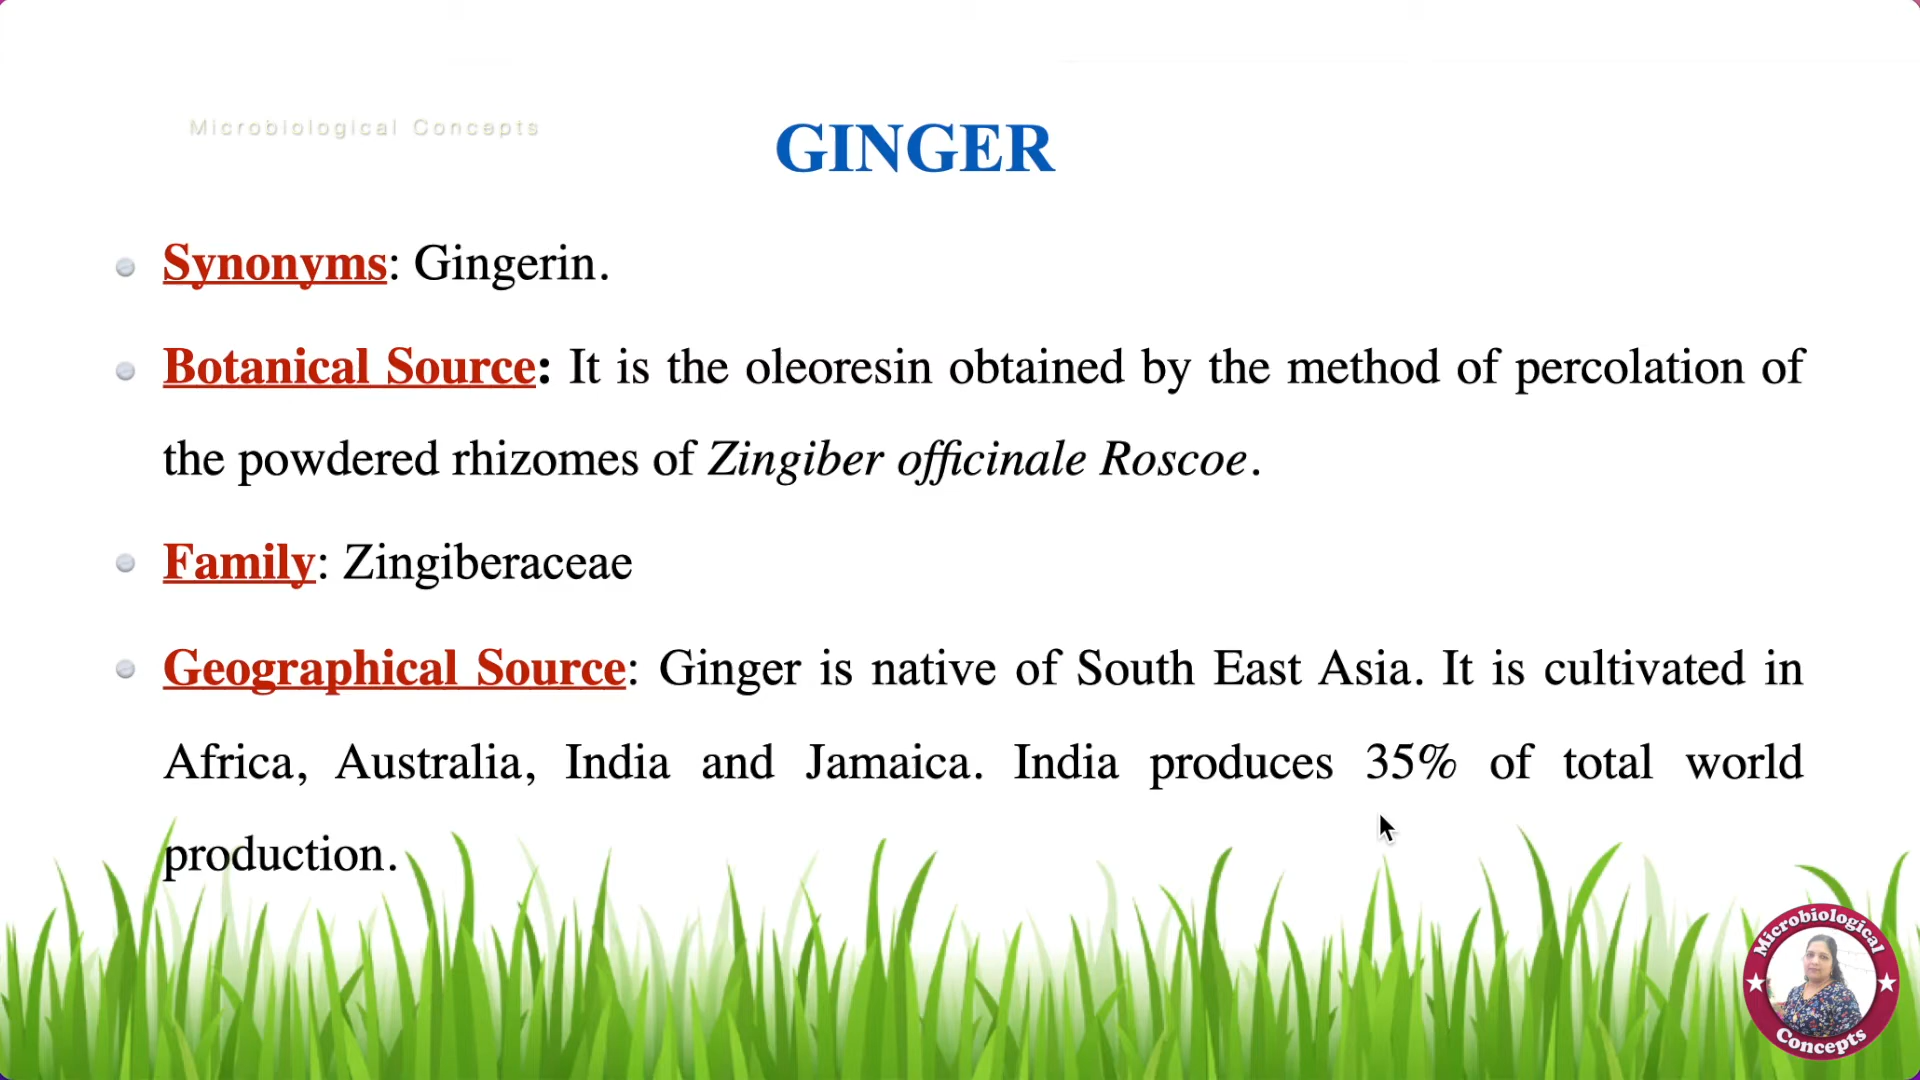 Microbiological Concepts
GINGER
Synonyms: Gingerin.
Botanical Source: It is the oleoresin obtained by the method of percolation of
the powdered rhizomes of Zingiber officinale Roscoe.
Family: Zingiberaceae
Geographical Source: Ginger is native of South East Asia. It is cultivated in
Africa, Australia, India and Jamaica. India produces 35% of total world
production.
Microbiological
Concepts